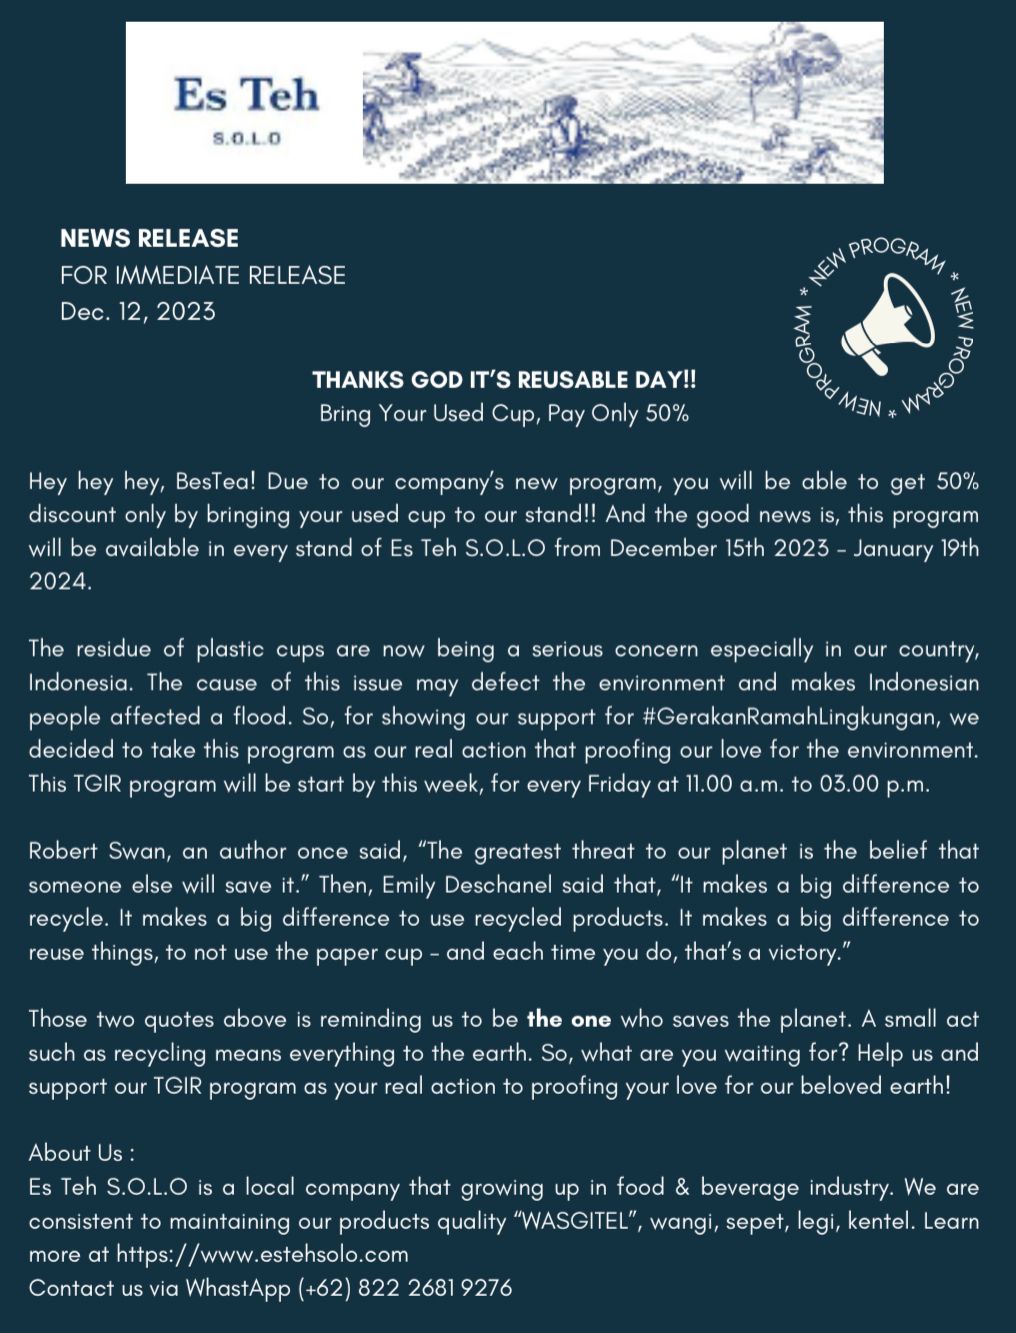 Es Teh
S.O.L.O
NEWS RELEASE
FOR IMMEDIATE RELEASE
Dec. 12, 2023
* NEW PROGRAM * NEW PROGRAM * NEW PROGRAM
THANKS GOD IT'S REUSABLE DAY!!
Bring Your Used Cup, Pay Only 50%
Hey hey hey, BesTea! Due to our company's new program, you will be able to get 50%
discount only by bringing your used cup to our stand!! And the good news is, this program
will be available in every stand of Es Teh S.O.L.O from December 15th 2023 – January 19th
2024.
The residue of plastic cups are now being a serious concern especially in our country,
Indonesia. The cause of this issue may defect the environment and makes Indonesian
people affected a flood. So, for showing our support for #GerakanRamahLingkungan, we
decided to take this program as our real action that proofing our love for the environment.
This TGIR program will be start by this week, for every Friday at 11.00 a.m. to 03.00 p.m.
Robert Swan, an author once said, “The greatest threat to our planet is the belief that
someone else will save it.” Then, Emily Deschanel said that, “It makes a big difference to
recycle. It makes a big difference to use recycled products. It makes a big difference to
reuse things, to not use the paper cup – and each time you do, that's a victory.”
Those two quotes above is reminding us to be the one who saves the planet. A small act
such as recycling means everything to the earth. So, what are you waiting for? Help us and
support our TGIR program as your real action to proofing your love for our beloved earth!
About Us :
Es Teh S.O.L.O is a local company that growing up in food & beverage industry. We are
consistent to maintaining our products quality “WASGITEL”, wangi, sepet, legi, kentel. Learn
more at https://www.estehsolo.com
Contact us via WhastApp (+62) 822 2681 9276